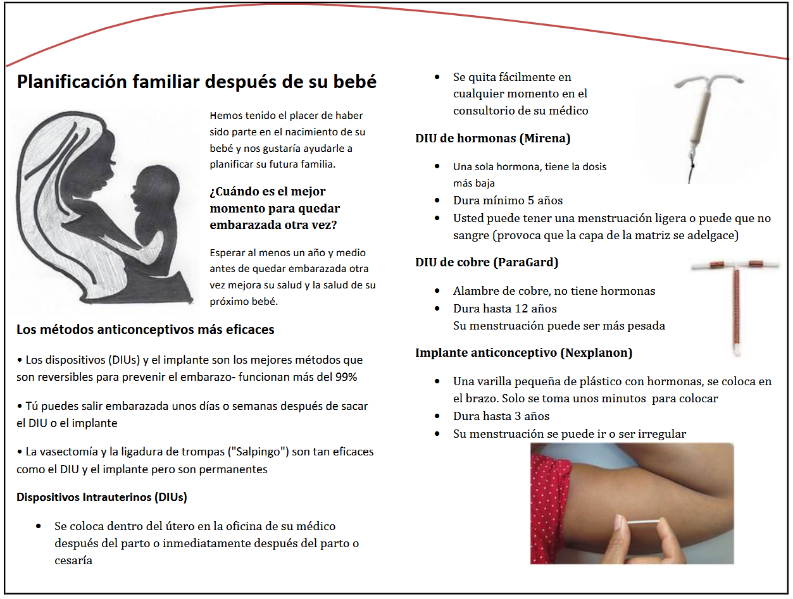 Planificación familiar después de su bebé
Hemos tenido el placer de haber
sido parte en el nacimiento de su
bebé y nos gustaría ayudarle a
planificar su futura familia.
¿Cuándo es el mejor
momento para quedar
embarazada otra vez?
Esperar al menos un año y medio
antes de quedar embarazada otra
vez mejora su salud y la salud de su
próximo bebé.
Los métodos anticonceptivos más eficaces
• Los dispositivos (DIUs) y el implante son los mejores métodos que
son reversibles para prevenir el embarazo- funcionan más del 99%
• Tú puedes salir embarazada unos días o semanas después de sacar
el DIU o el implante
• La vasectomía y la ligadura de trompas ("Salpingo") son tan eficaces
como el DIU y el implante pero son permanentes
Dispositivos Intrauterinos (DIUs)
• Se coloca dentro del útero en la oficina de su médico
después del parto o inmediatamente después del parto o
cesaría
• Se quita fácilmente en
cualquier momento en el
consultorio de su médico
DIU de hormonas (Mirena)
• Una sola hormona, tiene la dosis
más baja
• Dura mínimo 5 años
• Usted puede tener una menstruación ligera o puede que no
sangre (provoca que la capa de la matriz se adelgace)
DIU de cobre (ParaGard)
• Alambre de cobre, no tiene hormonas
• Dura hasta 12 años
Su menstruación puede ser más pesada
Implante anticonceptivo (Nexplanon)
• Una varilla pequeña de plástico con hormonas, se coloca en
el brazo. Solo se toma unos minutos para colocar
• Dura hasta 3 años
• Su menstruación se puede ir o ser irregular